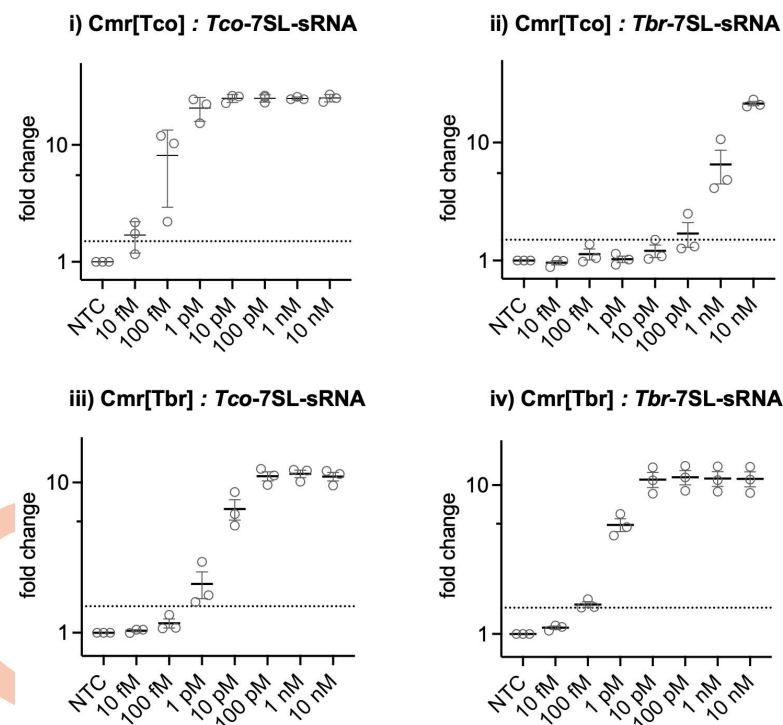 i) Cmr[Tco] : Tco-7SL-sRNA
fold change
10
1
NTC 10 fM 100 fM 1 pM 10 pM 100 pM 1 nM 10 nM
ii) Cmr[Tco] : Tbr-7SL-sRNA
fold change
10
1
NTC 10 fM 100 fM 1 pM 10 pM 100 pM 1 nM 10 nM
iii) Cmr[Tbr] : Tco-7SL-sRNA
fold change
10
1
NTC 10 fM 100 fM 1 pM 10 pM 100 pM 1 nM 10 nM
iv) Cmr[Tbr] : Tbr-7SL-sRNA
fold change
10
1
NTC 10 fM 100 fM 1 pM 10 pM 100 pM 1 nM 10 nM